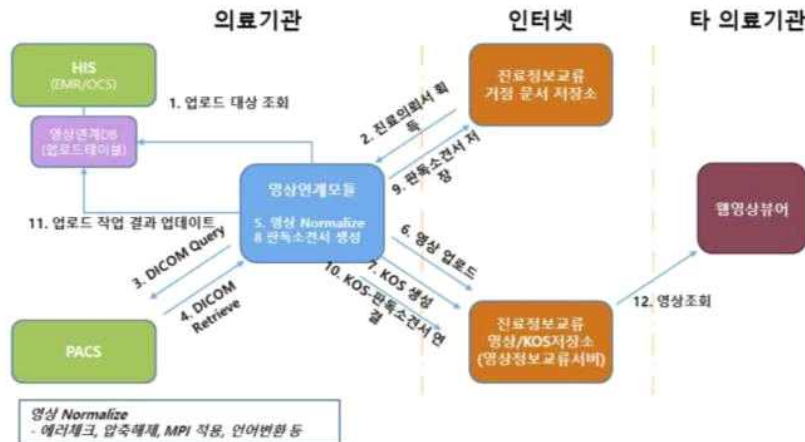 의료기관
인터넷
타 의료기관
HIS
(EMR/OCS)
1. 업로드 대상 조회
영상연계DB
(업로드테이블)
진료정보교류
거점 문서 저장소
2. 진료의뢰서 획
득
9. 판독소견서 저
장
영상연계모듈
5. 영상 Normalize
8 판독소견서 생성
11. 업로드 작업 결과 업데이트
웹영상뷰어
3. DICOM Query
4. DICOM
Retrieve
6. 영상 업로드
7. KOS 생성
10. KOS-판독소견서 연
결
12. 영상조회
PACS
진료정보교류
영상/KOS저장소
(영상정보교류서버)
영상 Normalize
- 에러체크, 압축해제, MPI 적용, 언어변환 등